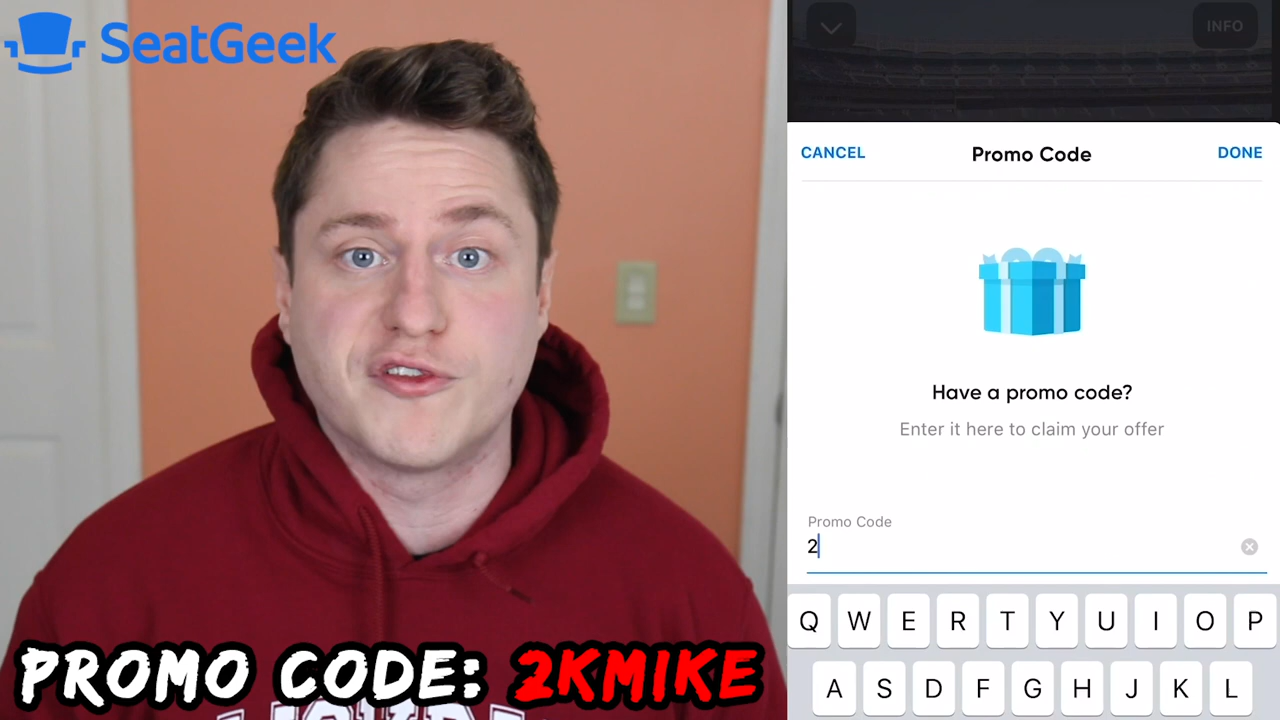 SeatGeek
PROMO CODE: 2KMIKE
INFO
CANCEL Promo Code DONE
Have a promo code?
Enter it here to claim your offer
Promo Code
2
Q W E R T Y U I O P
A S D F G H J K L